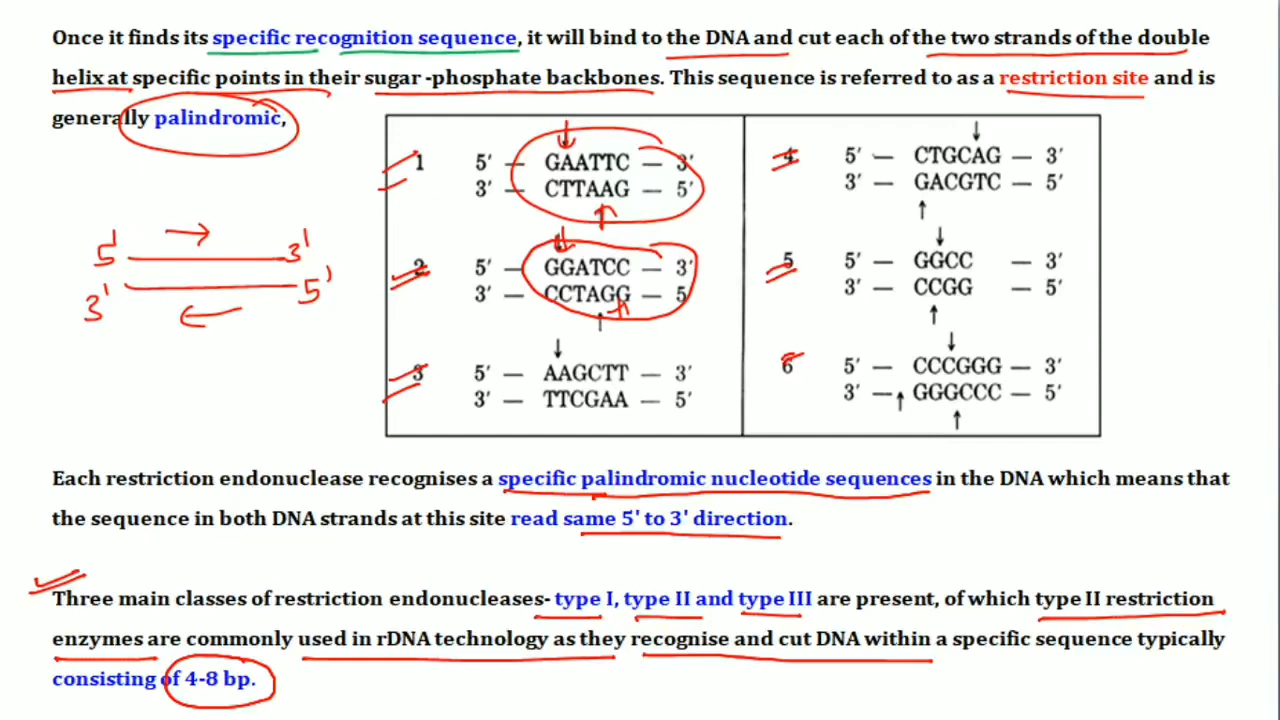 Once it finds its specific recognition sequence, it will bind to the DNA and cut each of the two strands of the double
helix at specific points in their sugar -phosphate backbones. This sequence is referred to as a restriction site and is
generally palindromic,
1 5′ — GAATTC — 3′
3′ — CTTAAG — 5′
2 5′ — GGATCC — 3′
3′ — CCTAGG — 5
3 5′ — AAGCTT — 3′
3′ — TTCGAA — 5′
4 5′ — CTGCAG — 3′
3′ — GACGTC — 5′
5 5′ — GGCC — 3′
3′ — CCGG — 5′
6 5′ — CCCGGG — 3′
3′ — GGGCCC — 5′
5' 3'
3' 5'
Each restriction endonuclease recognises a specific palindromic nucleotide sequences in the DNA which means that
the sequence in both DNA strands at this site read same 5' to 3' direction.
Three main classes of restriction endonucleases- type I, type II and type III are present, of which type II restriction
enzymes are commonly used in rDNA technology as they recognise and cut DNA within a specific sequence typically
consisting of 4-8 bp.